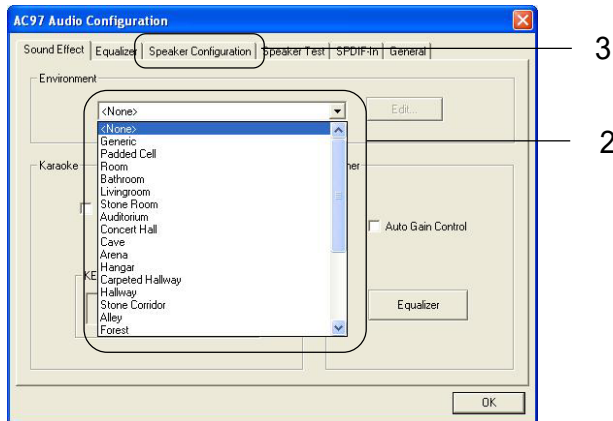 AC97 Audio Configuration
Sound Effect Equalizer Speaker Configuration Speaker Test SPDIF-In General
3
Environment
<None>
Edit...
2
<None>
Generic
Padded Cell
Room
Bathroom
Livingroom
Stone Room
Auditorium
Concert Hall
Cave
Arena
Hangar
Carpeted Hallway
Hallway
Stone Corridor
Alley
Forest
Karaoke
Auto Gain Control
KE
Equalizer
OK